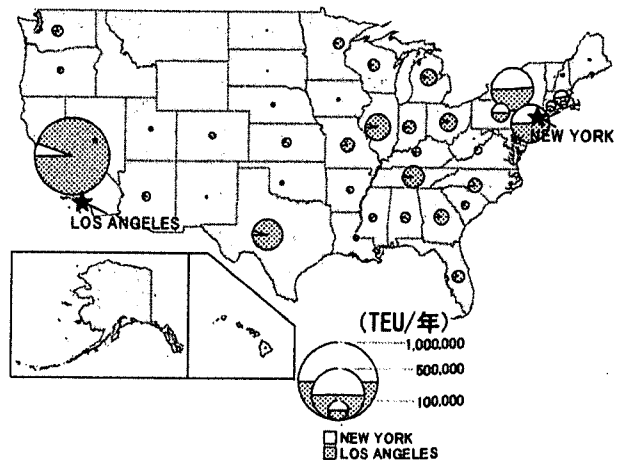 NEW YORK
LOS ANGELES
(TEU/年)
1,000,000
500,000
100,000
NEW YORK
LOS ANGELES